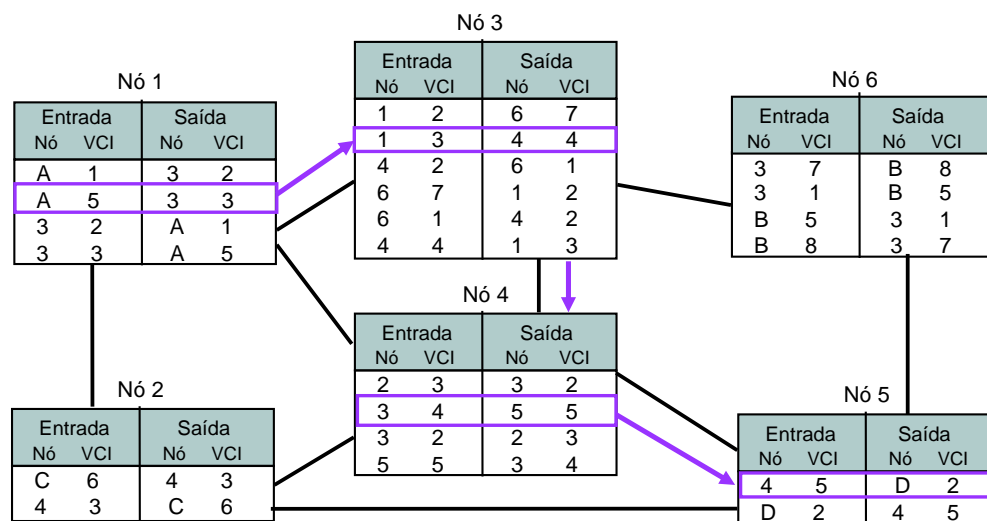 Nó 3
Entrada Saída
Nó VCI Nó VCI
1 2 6 7
1 3 4 4
4 2 6 1
6 7 1 2
6 1 4 2
4 4 1 3
Nó 1
Entrada Saída
Nó VCI Nó VCI
A 1 3 2
A 5 3 3
3 2 A 1
3 3 A 5
Nó 6
Entrada Saída
Nó VCI Nó VCI
3 7 B 8
3 1 B 5
B 5 3 1
B 8 3 7
Nó 4
Entrada Saída
Nó VCI Nó VCI
2 3 3 2
3 4 5 5
3 2 2 3
5 5 3 4
Nó 2
Entrada Saída
Nó VCI Nó VCI
C 6 4 3
4 3 C 6
Nó 5
Entrada Saída
Nó VCI Nó VCI
4 5 D 2
D 2 4 5